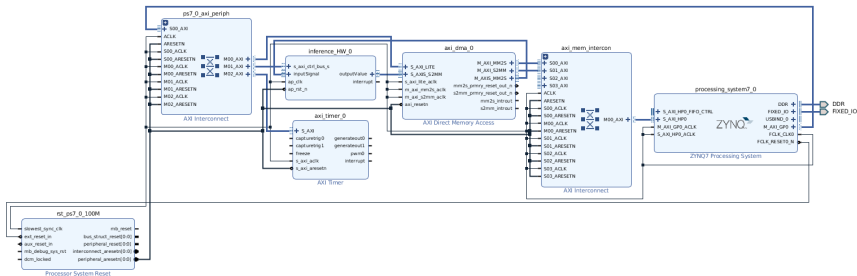 ps7_0_axi_periph
S00_AXI
ACLK
ARESETN
S00_ACLK
S00_ARESETN
M00_ACLK
M00_ARESETN
M01_ACLK
M01_ARESETN
M02_ACLK
M02_ARESETN
M00_AXI
M01_AXI
M02_AXI
AXI Interconnect
inference_HW_0
s_axi_ctrl_bus_s
inputSignal
ap_clk
ap_rst_n
outputValue
axi_timer_0
S_AXI
capturetrig0
capturetrig1
freeze
s_axi_aclk
s_axi_aresetn
generateout0
generateout1
pwm0
interrupt
AXI Timer
axi_dma_0
S_AXI_LITE
S_AXIS_S2MM
s_axi_lite_aclk
m_axi_mm2s_aclk
m_axi_s2mm_aclk
axi_resetn
M_AXI_MM2S
M_AXI_S2MM
M_AXIS_MM2S
mm2s_prmry_reset_out_n
s2mm_prmry_reset_out_n
mm2s_introut
s2mm_introut
AXI Direct Memory Access
axi_mem_intercon
S00_AXI
S01_AXI
S02_AXI
S03_AXI
ACLK
ARESETN
S00_ACLK
S00_ARESETN
M00_ACLK
M00_ARESETN
S01_ACLK
S01_ARESETN
S02_ACLK
S02_ARESETN
S03_ACLK
S03_ARESETN
M00_AXI
AXI Interconnect
processing_system7_0
S_AXI_HP0_FIFO_CTRL
S_AXI_HP0
M_AXI_GP0_ACLK
S_AXI_HP0_ACLK
ZYNQ
DDR
FIXED_IO
USBIND_0
M_AXI_GP0
FCLK_CLK0
FCLK_RESET0_N
ZYNQ7 Processing System
DDR
FIXED_IO
rst_ps7_0_100M
slowest_sync_clk
ext_reset_in
aux_reset_in
mb_debug_sys_rst
dcm_locked
mb_reset
bus_struct_reset[0:0]
peripheral_reset[0:0]
interconnect_aresetn[0:0]
peripheral_aresetn[0:0]
Processor System Reset